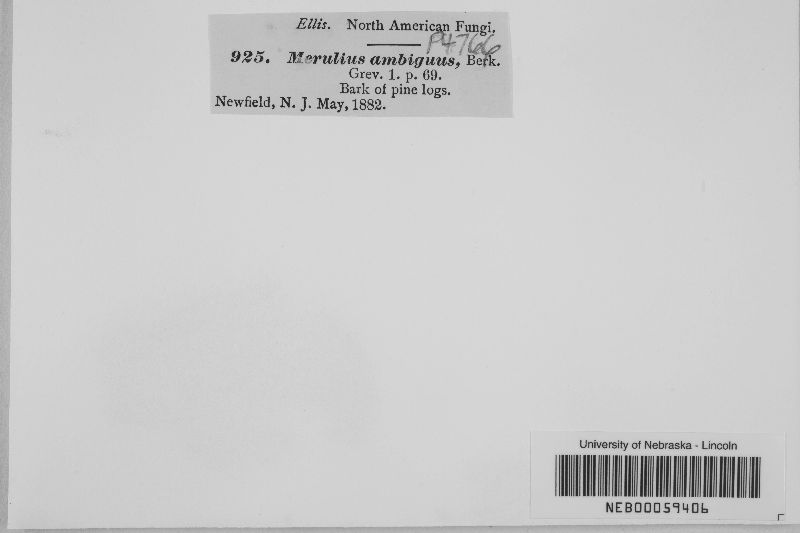 Ellis. North American Fungi.
P4766
925. Merulius ambiguus, Berk.
Grev. 1. p. 69.
Bark of pine logs.
Newfield, N. J. May, 1882.
University of Nebraska - Lincoln
NEB00059406